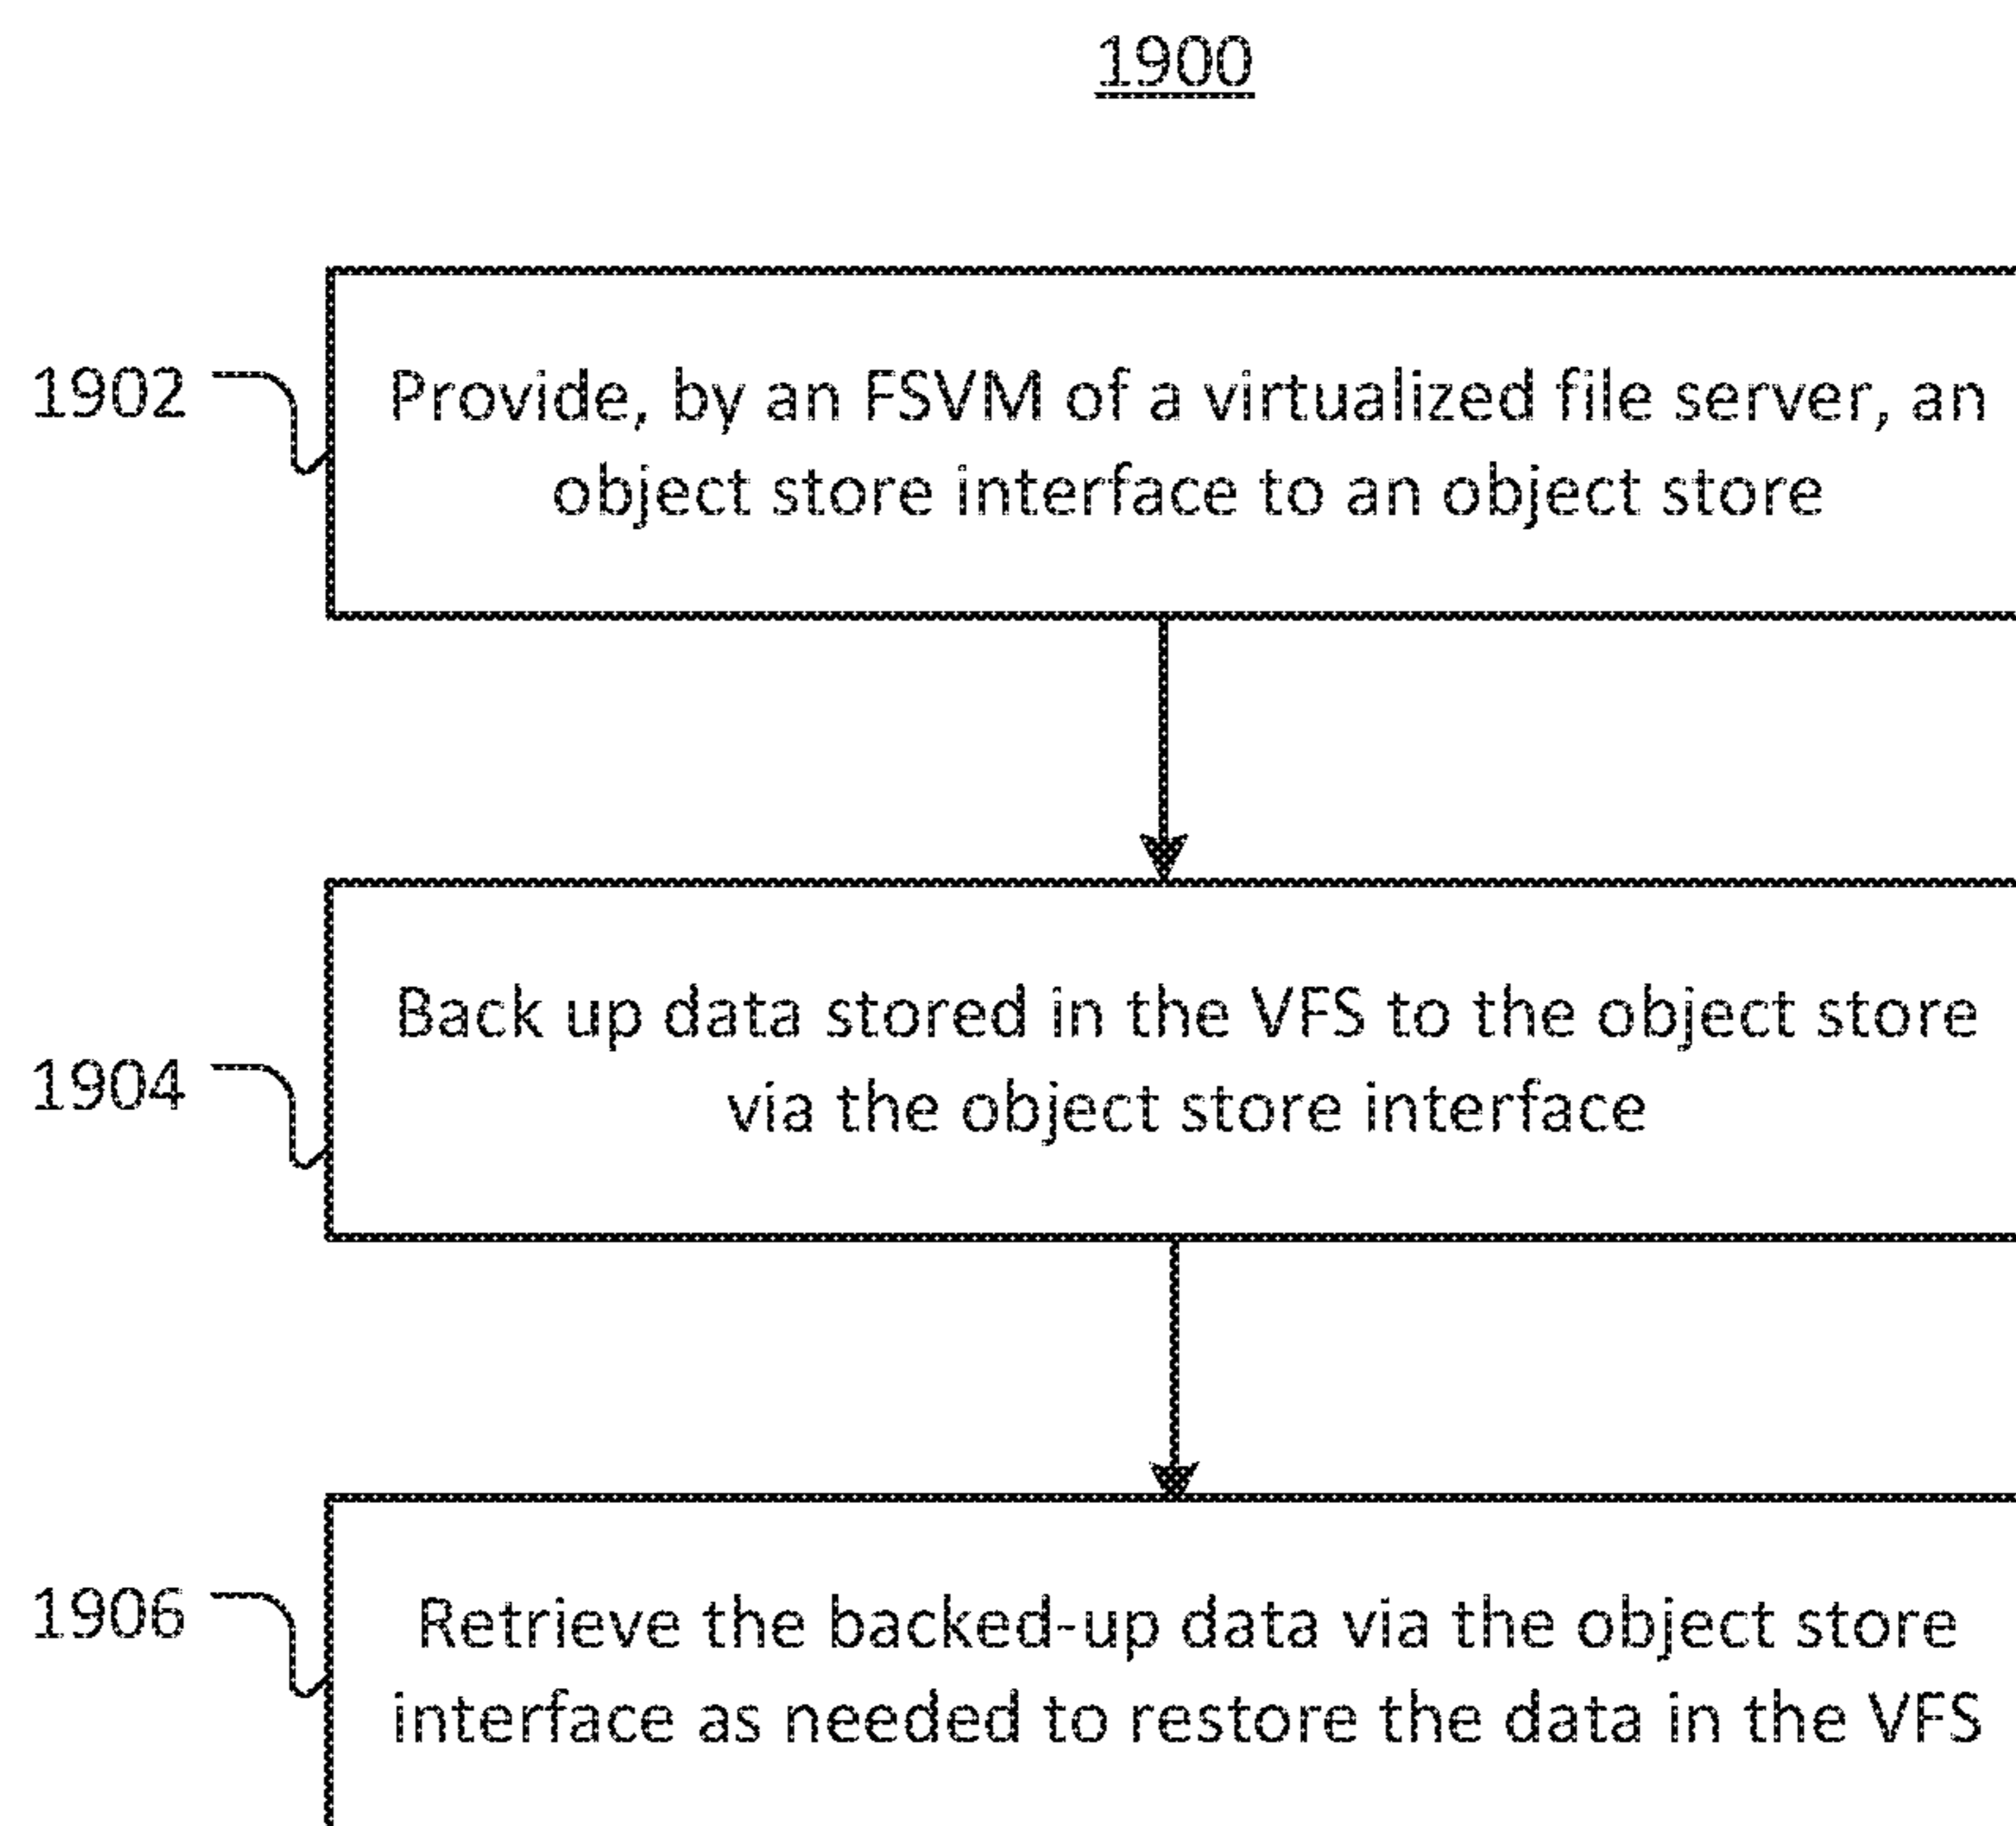 1900
1902
Provide, by an FSVM of a virtualized file server, an
object store interface to an object store
Back up data stored in the VFS to the object store
1904
via the object store interface
1906
Retrieve the backed-up data via the object store
interface as needed to restore the data in the VFS